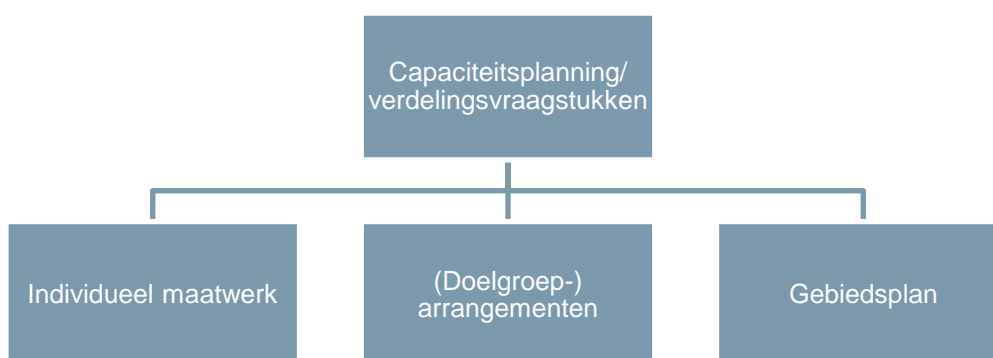 Capaciteitsplanning/
verdelingsvraagstukken
Individueel maatwerk
(Doelgroep-)
arrangementen
Gebiedsplan